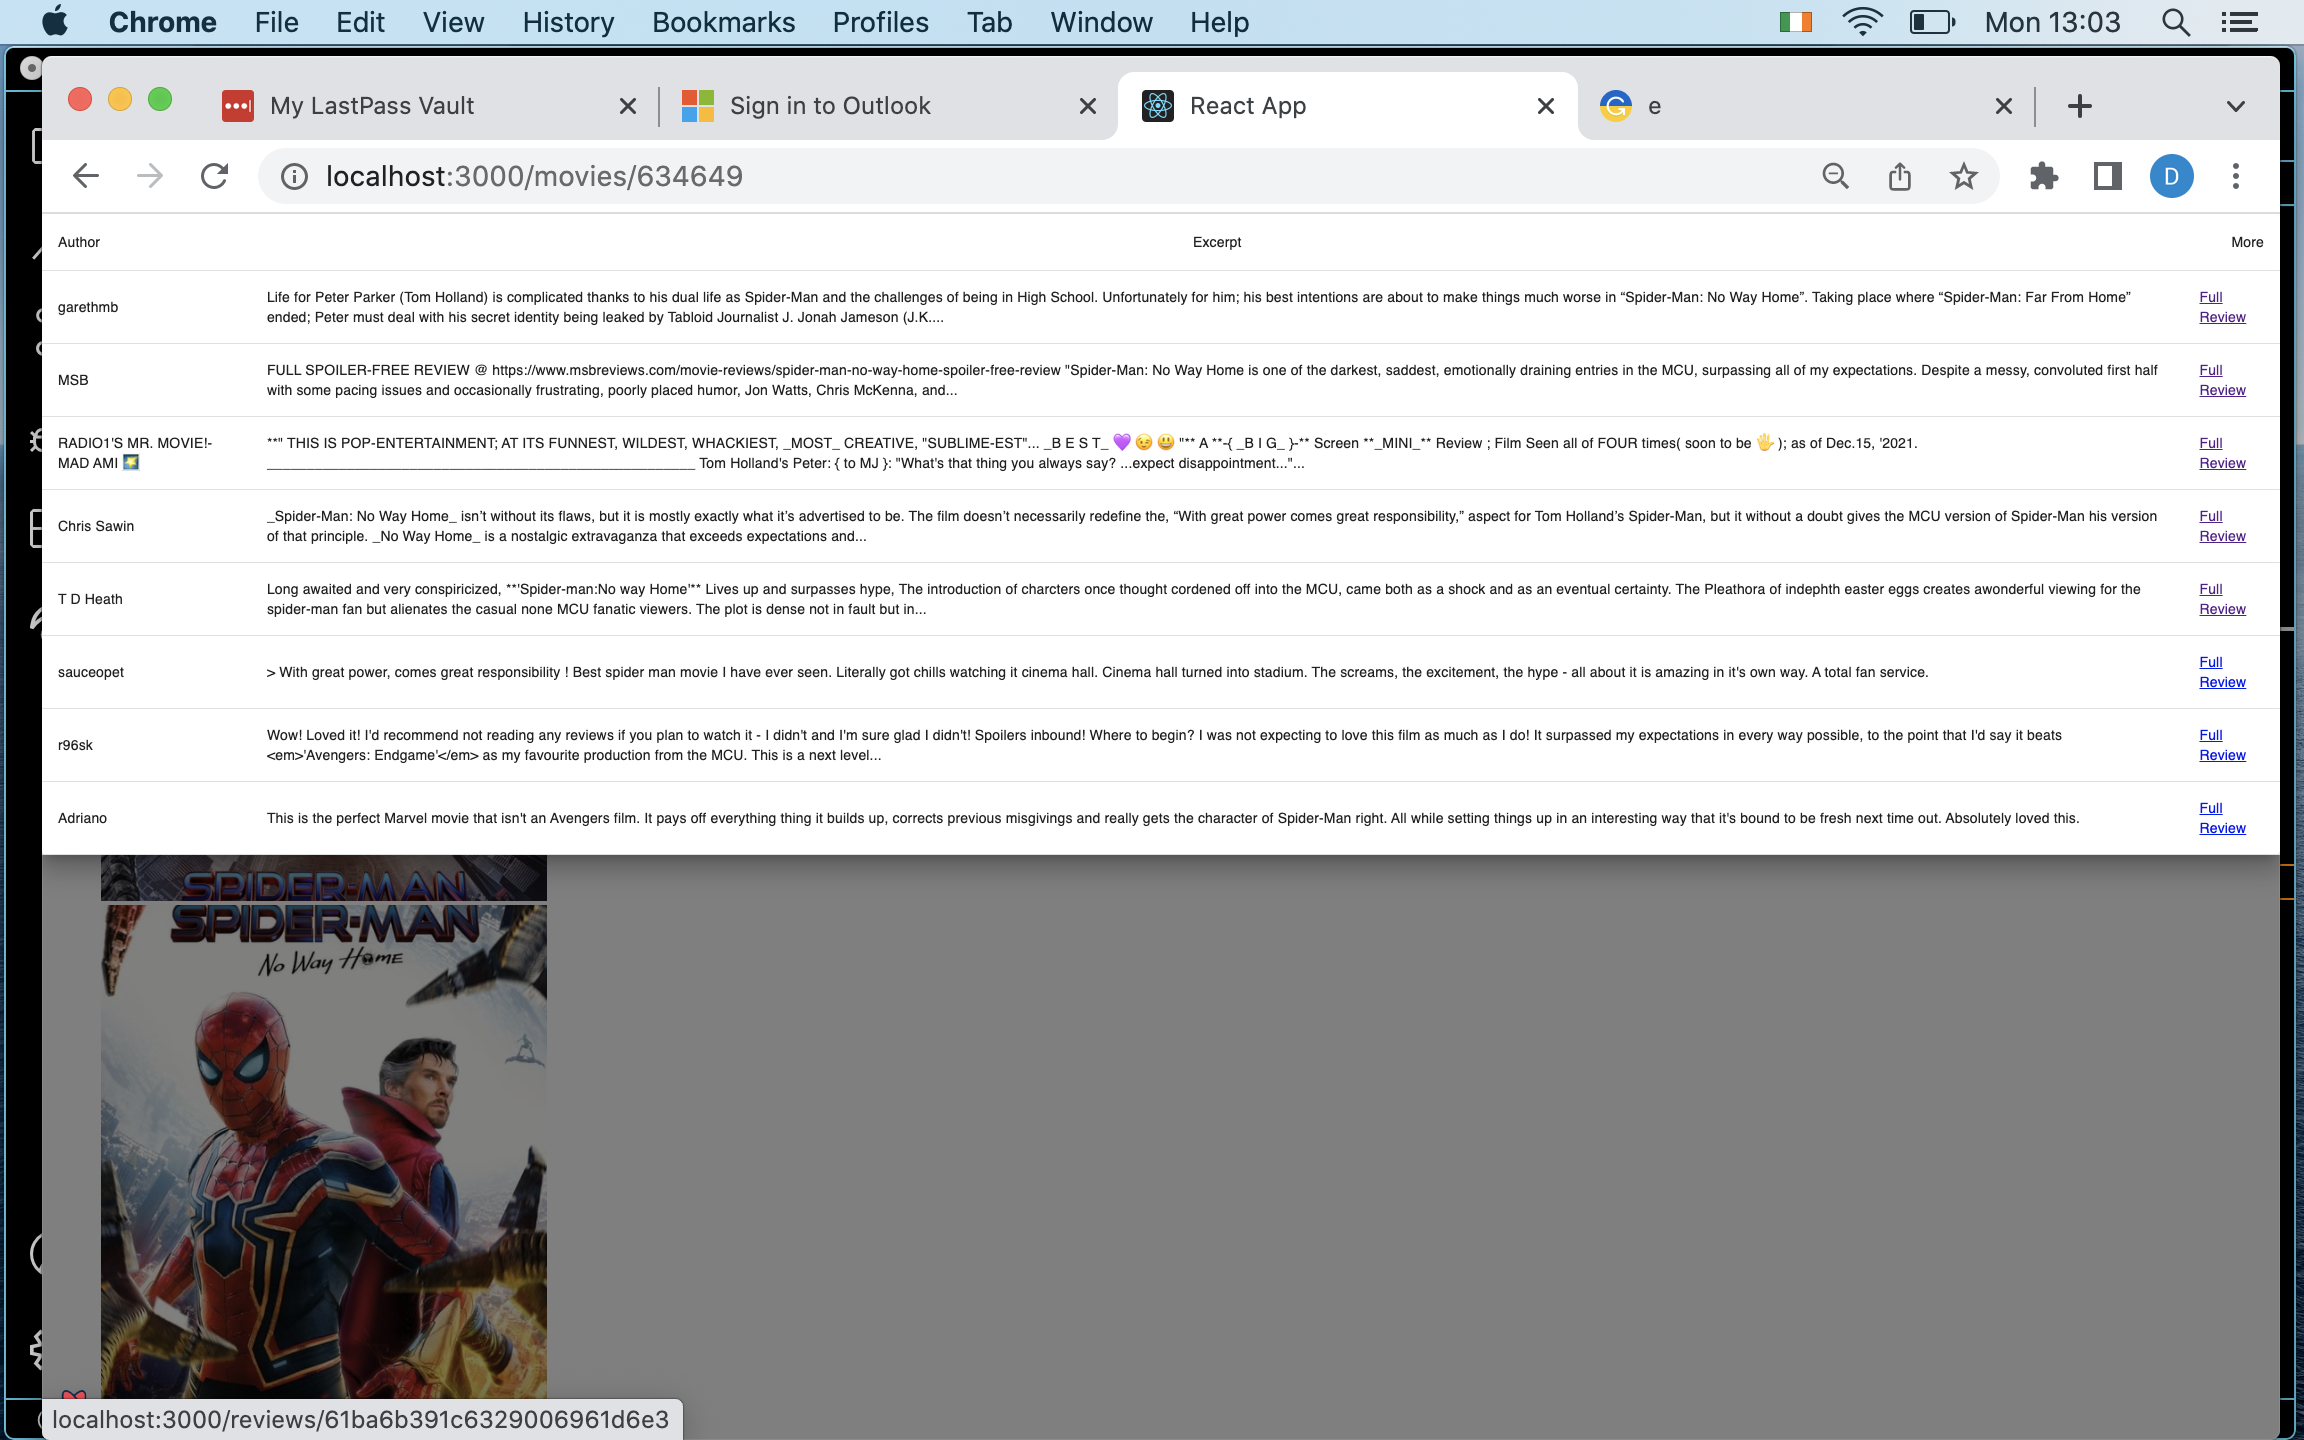 Chrome File Edit View History Bookmarks Profiles Tab Window Help Mon 13:03
My LastPass Vault Sign in to Outlook React App e
localhost:3000/movies/634649 D
Author Excerpt More
garethmb
Life for Peter Parker (Tom Holland) is complicated thanks to his dual life as Spider-Man and the challenges of being in High School. Unfortunately for him; his best intentions are about to make things much worse in “Spider-Man: No Way Home”. Taking place where “Spider-Man: Far From Home”
ended; Peter must deal with his secret identity being leaked by Tabloid Journalist J. Jonah Jameson (J.K....
Full
Review
MSB
FULL SPOILER-FREE REVIEW @ https://www.msbreviews.com/movie-reviews/spider-man-no-way-home-spoiler-free-review "Spider-Man: No Way Home is one of the darkest, saddest, emotionally draining entries in the MCU, surpassing all of my expectations. Despite a messy, convoluted first half
with some pacing issues and occasionally frustrating, poorly placed humor, Jon Watts, Chris McKenna, and...
Full
Review
RADIO1'S MR. MOVIE!-
MAD AMI 🌠
**" THIS IS POP-ENTERTAINMENT; AT ITS FUNNEST, WILDEST, WHACKIEST, _MOST_ CREATIVE, "SUBLIME-EST"... _B E S T_ 💜 😉 😃 "** A **-{ _B I G_ }-** Screen **_MINI_** Review ; Film Seen all of FOUR times( soon to be 🖐 ); as of Dec.15, '2021.
_______________________________________________________ Tom Holland's Peter: { to MJ }: "What's that thing you always say? ...expect disappointment..."...
Full
Review
Chris Sawin
_Spider-Man: No Way Home_ isn’t without its flaws, but it is mostly exactly what it’s advertised to be. The film doesn’t necessarily redefine the, “With great power comes great responsibility,” aspect for Tom Holland’s Spider-Man, but it without a doubt gives the MCU version of Spider-Man his version
of that principle. _No Way Home_ is a nostalgic extravaganza that exceeds expectations and...
Full
Review
T D Heath
Long awaited and very conspiricized, **'Spider-man:No way Home'** Lives up and surpasses hype, The introduction of charcters once thought cordened off into the MCU, came both as a shock and as an eventual certainty. The Pleathora of indephth easter eggs creates awonderful viewing for the
spider-man fan but alienates the casual none MCU fanatic viewers. The plot is dense not in fault but in...
Full
Review
sauceopet
> With great power, comes great responsibility ! Best spider man movie I have ever seen. Literally got chills watching it cinema hall. Cinema hall turned into stadium. The screams, the excitement, the hype - all about it is amazing in it's own way. A total fan service.
Full
Review
r96sk
Wow! Loved it! I'd recommend not reading any reviews if you plan to watch it - I didn't and I'm sure glad I didn't! Spoilers inbound! Where to begin? I was not expecting to love this film as much as I do! It surpassed my expectations in every way possible, to the point that I'd say it beats
<em>'Avengers: Endgame'</em> as my favourite production from the MCU. This is a next level...
Full
Review
Adriano
This is the perfect Marvel movie that isn't an Avengers film. It pays off everything thing it builds up, corrects previous misgivings and really gets the character of Spider-Man right. All while setting things up in an interesting way that it's bound to be fresh next time out. Absolutely loved this.
Full
Review
SPIDER-MAN
SPIDER-MAN
No Way Home
localhost:3000/reviews/61ba6b391c6329006961d6e3